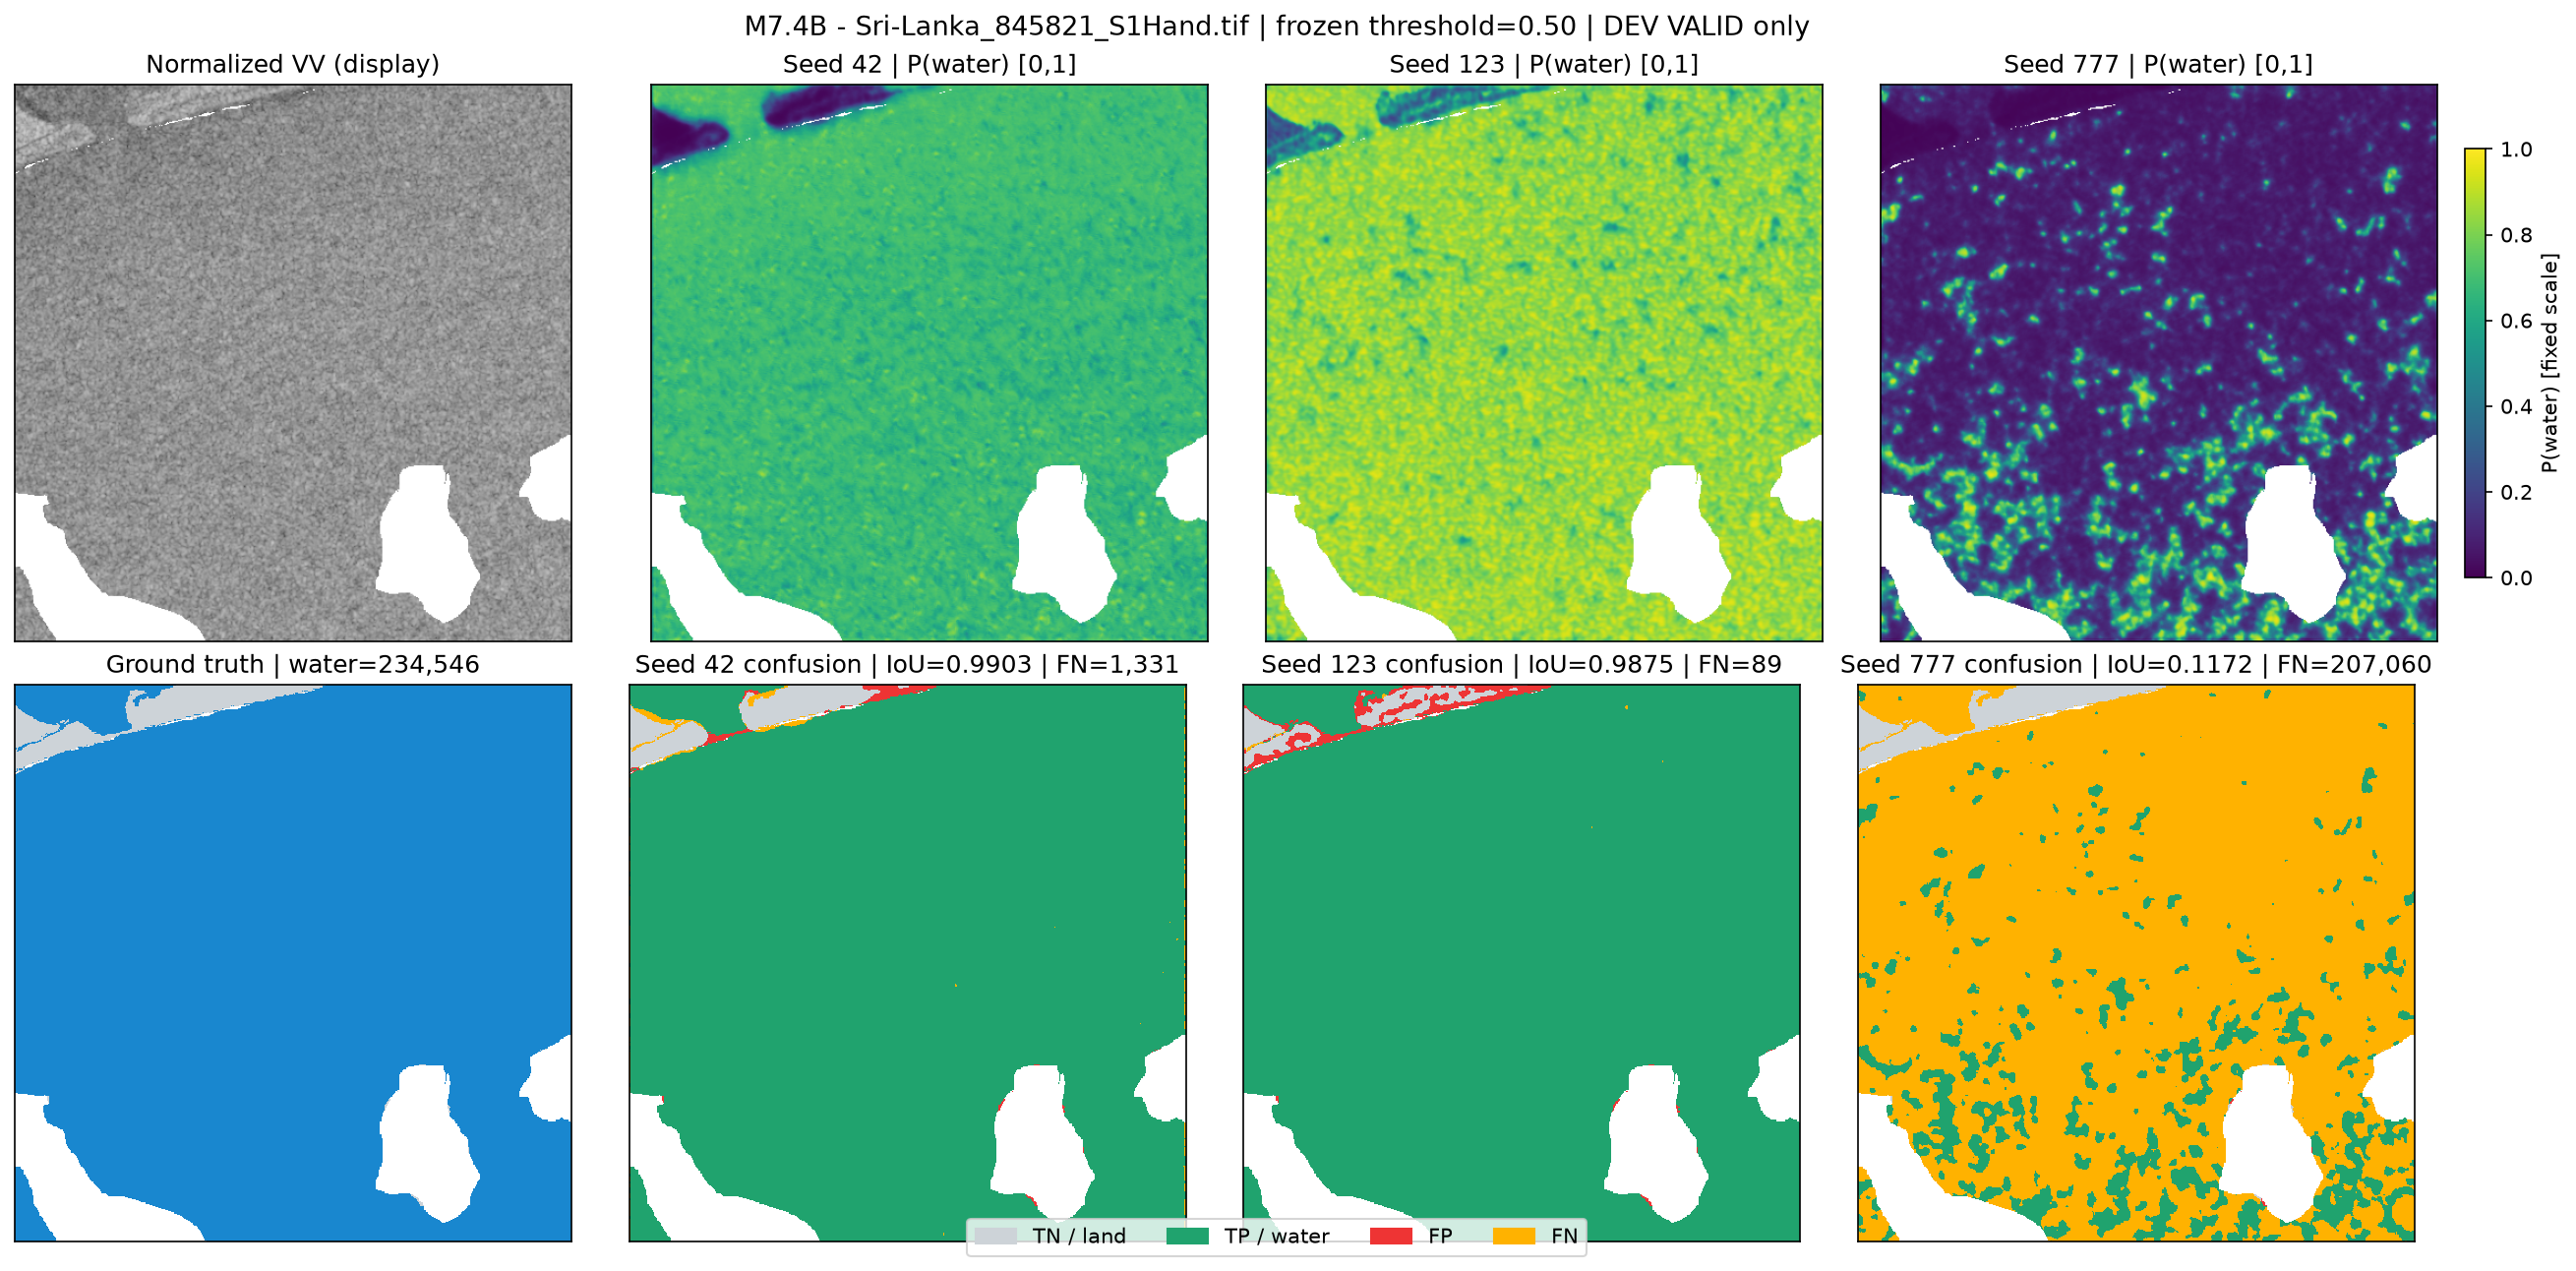 M7.4B - Sri-Lanka_845821_S1Hand.tif | frozen threshold=0.50 | DEV VALID only
Normalized VV (display)
Seed 42 | P(water) [0,1]
Seed 123 | P(water) [0,1]
Seed 777 | P(water) [0,1]
1.0
0.8
0.6
0.4
0.2
0.0
P(water) [fixed scale]
Ground truth | water=234,546
Seed 42 confusion | IoU=0.9903 | FN=1,331
Seed 123 confusion | IoU=0.9875 | FN=89
Seed 777 confusion | IoU=0.1172 | FN=207,060
TN / land
TP / water
FP
FN